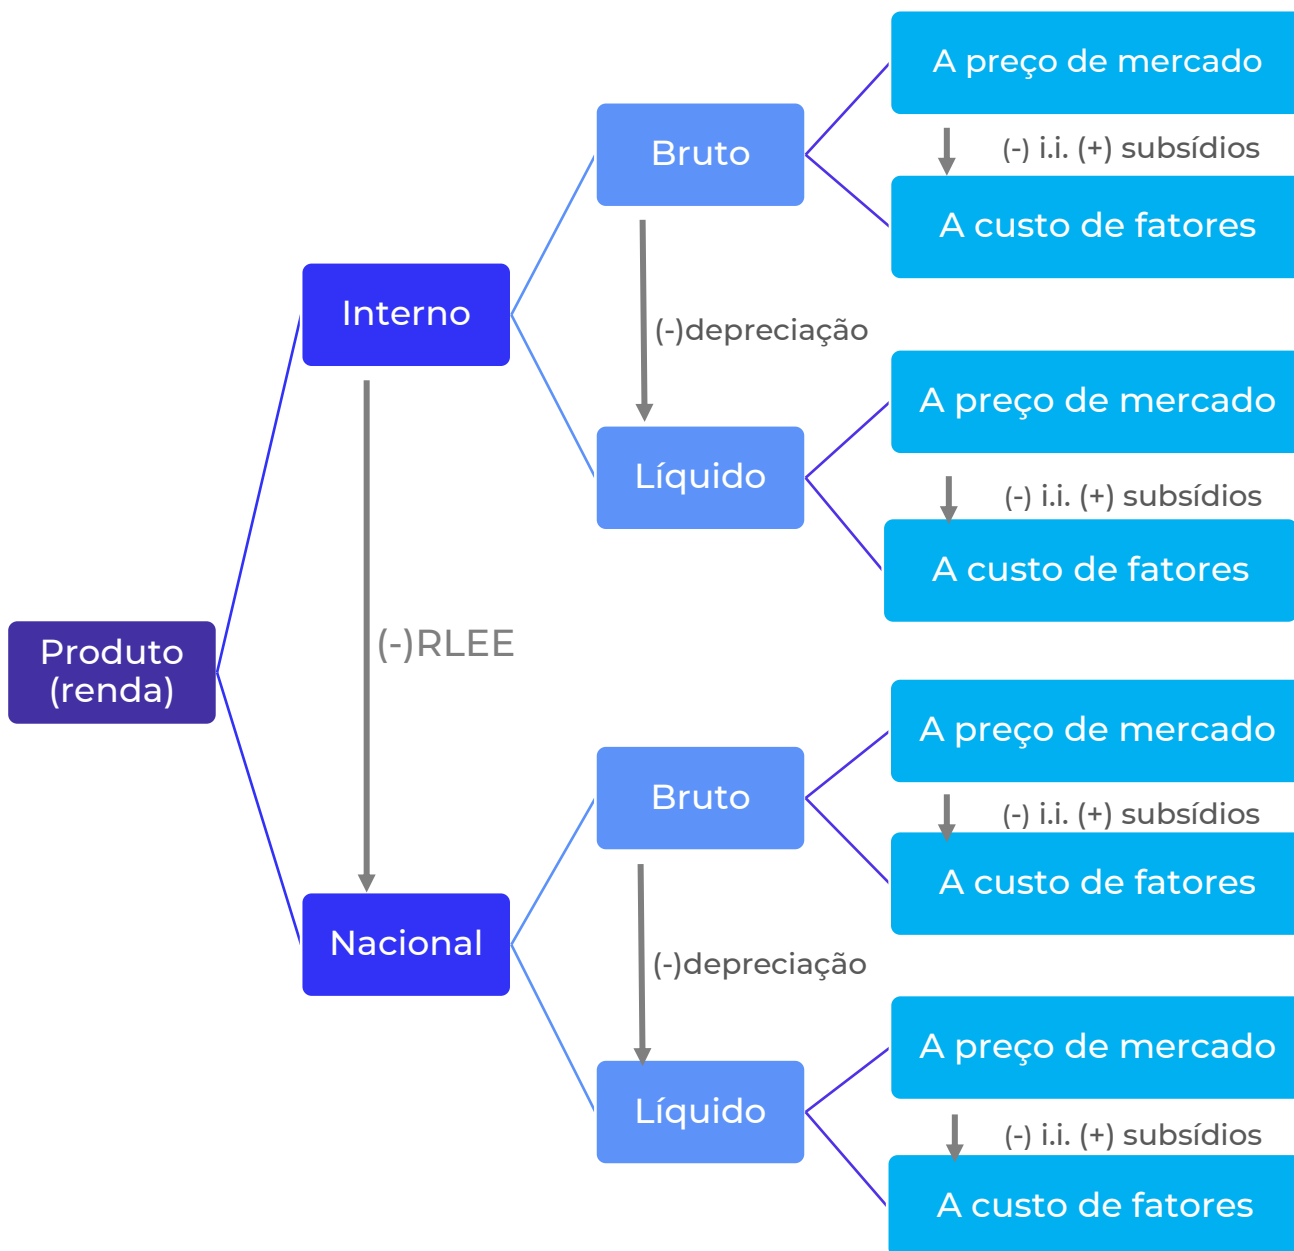 A preço de mercado
(-) i.i. (+) subsídios
Bruto
A custo de fatores
Interno
(-)depreciação
A preço de mercado
Líquido
(-) i.i. (+) subsídios
A custo de fatores
(-)RLEE
Produto
(renda)
A preço de mercado
Bruto
(-) i.i. (+) subsídios
A custo de fatores
Nacional
(-)depreciação
A preço de mercado
Líquido
(-) i.i. (+) subsídios
A custo de fatores